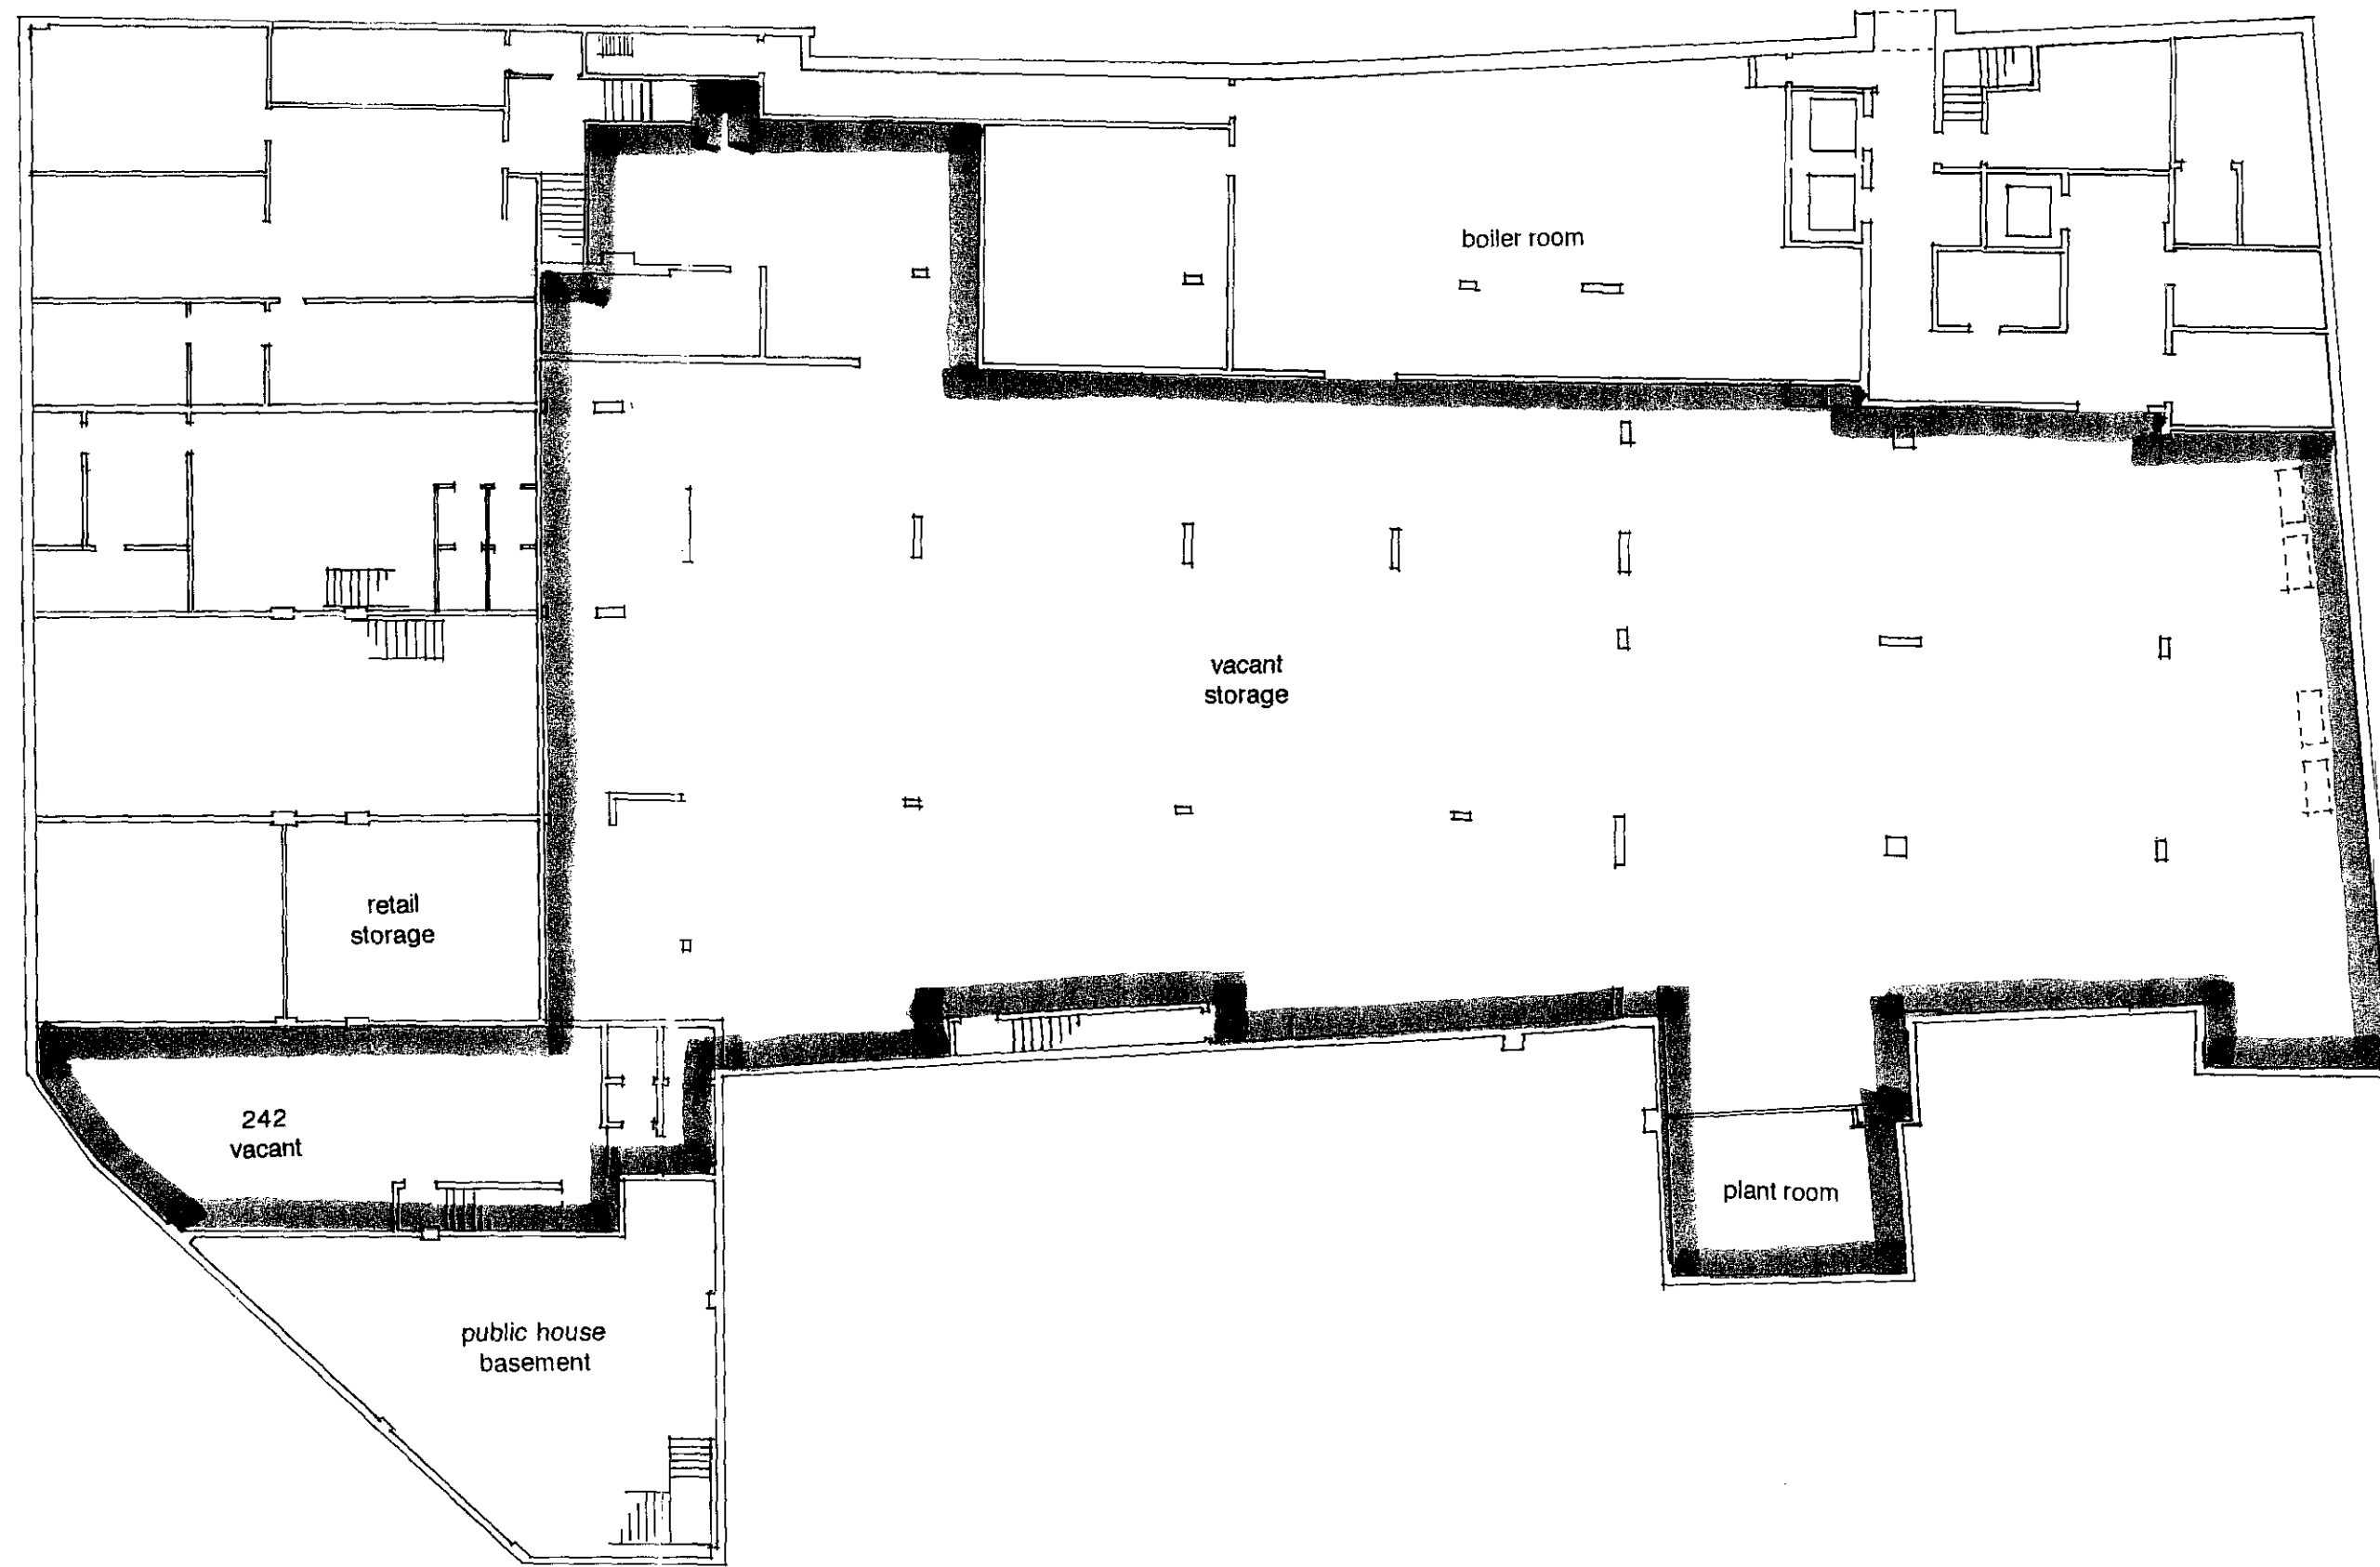 boiler room
vacant
storage
retail
storage
242
vacant
plant room
public house
basement